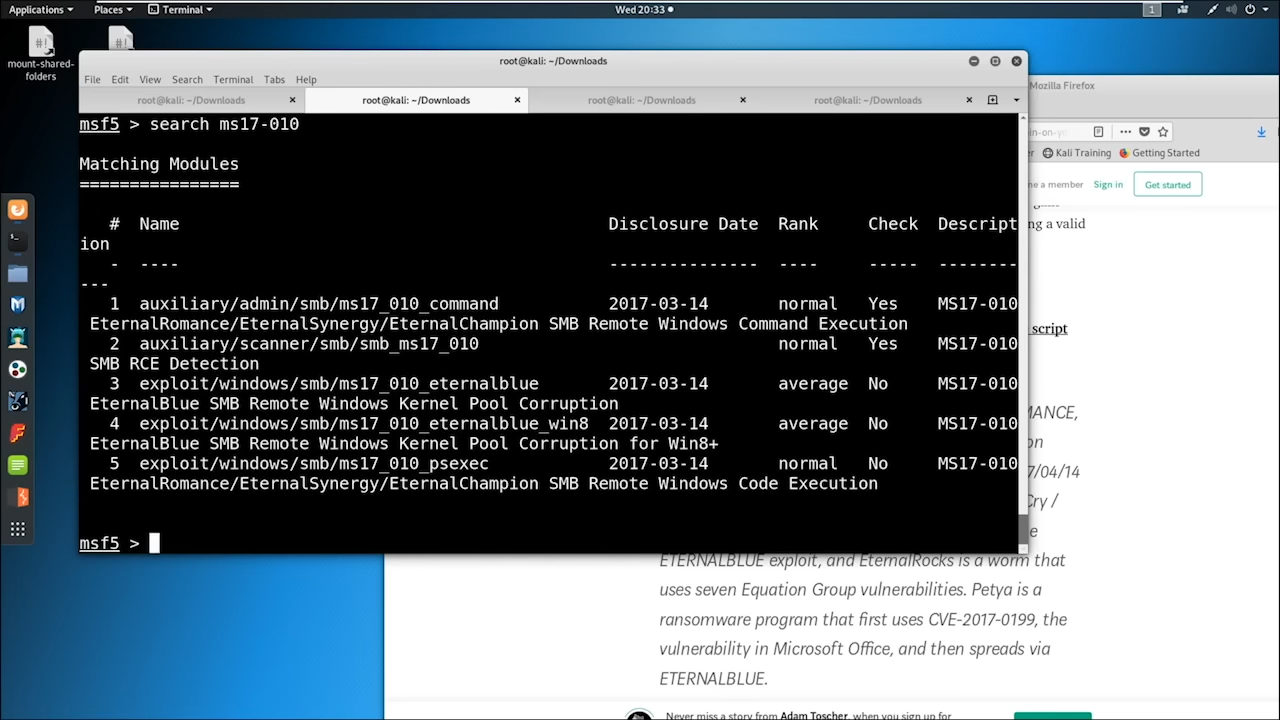 Applications Places Terminal Wed 20:33 1
mount-shared-
folders
root@kali: ~/Downloads
Mozilla Firefox
File Edit View Search Terminal Tabs Help
root@kali: ~/Downloads root@kali: ~/Downloads root@kali: ~/Downloads root@kali: ~/Downloads
msf5 > search ms17-010
Matching Modules
================
# Name Disclosure Date Rank Check Descript
ion
- ---- --------------- ---- ----- --------
---
1 auxiliary/admin/smb/ms17_010_command 2017-03-14 normal Yes MS17-010
EternalRomance/EternalSynergy/EternalChampion SMB Remote Windows Command Execution
2 auxiliary/scanner/smb/smb_ms17_010 normal Yes MS17-010
SMB RCE Detection
3 exploit/windows/smb/ms17_010_eternalblue 2017-03-14 average No MS17-010
EternalBlue SMB Remote Windows Kernel Pool Corruption
4 exploit/windows/smb/ms17_010_eternalblue_win8 2017-03-14 average No MS17-010
EternalBlue SMB Remote Windows Kernel Pool Corruption for Win8+
5 exploit/windows/smb/ms17_010_psexec 2017-03-14 normal No MS17-010
EternalRomance/EternalSynergy/EternalChampion SMB Remote Windows Code Execution
msf5 >
Kali Training Getting Started
me a member Sign in Get started
ng a valid
script
MANCE,
on
7/04/14
Cry /
e
ETERNALBLUE exploit, and EternalRocks is a worm that
uses seven Equation Group vulnerabilities. Petya is a
ransomware program that first uses CVE-2017-0199, the
vulnerability in Microsoft Office, and then spreads via
ETERNALBLUE.
Never miss a story from Adam Toscher, when you sign up for